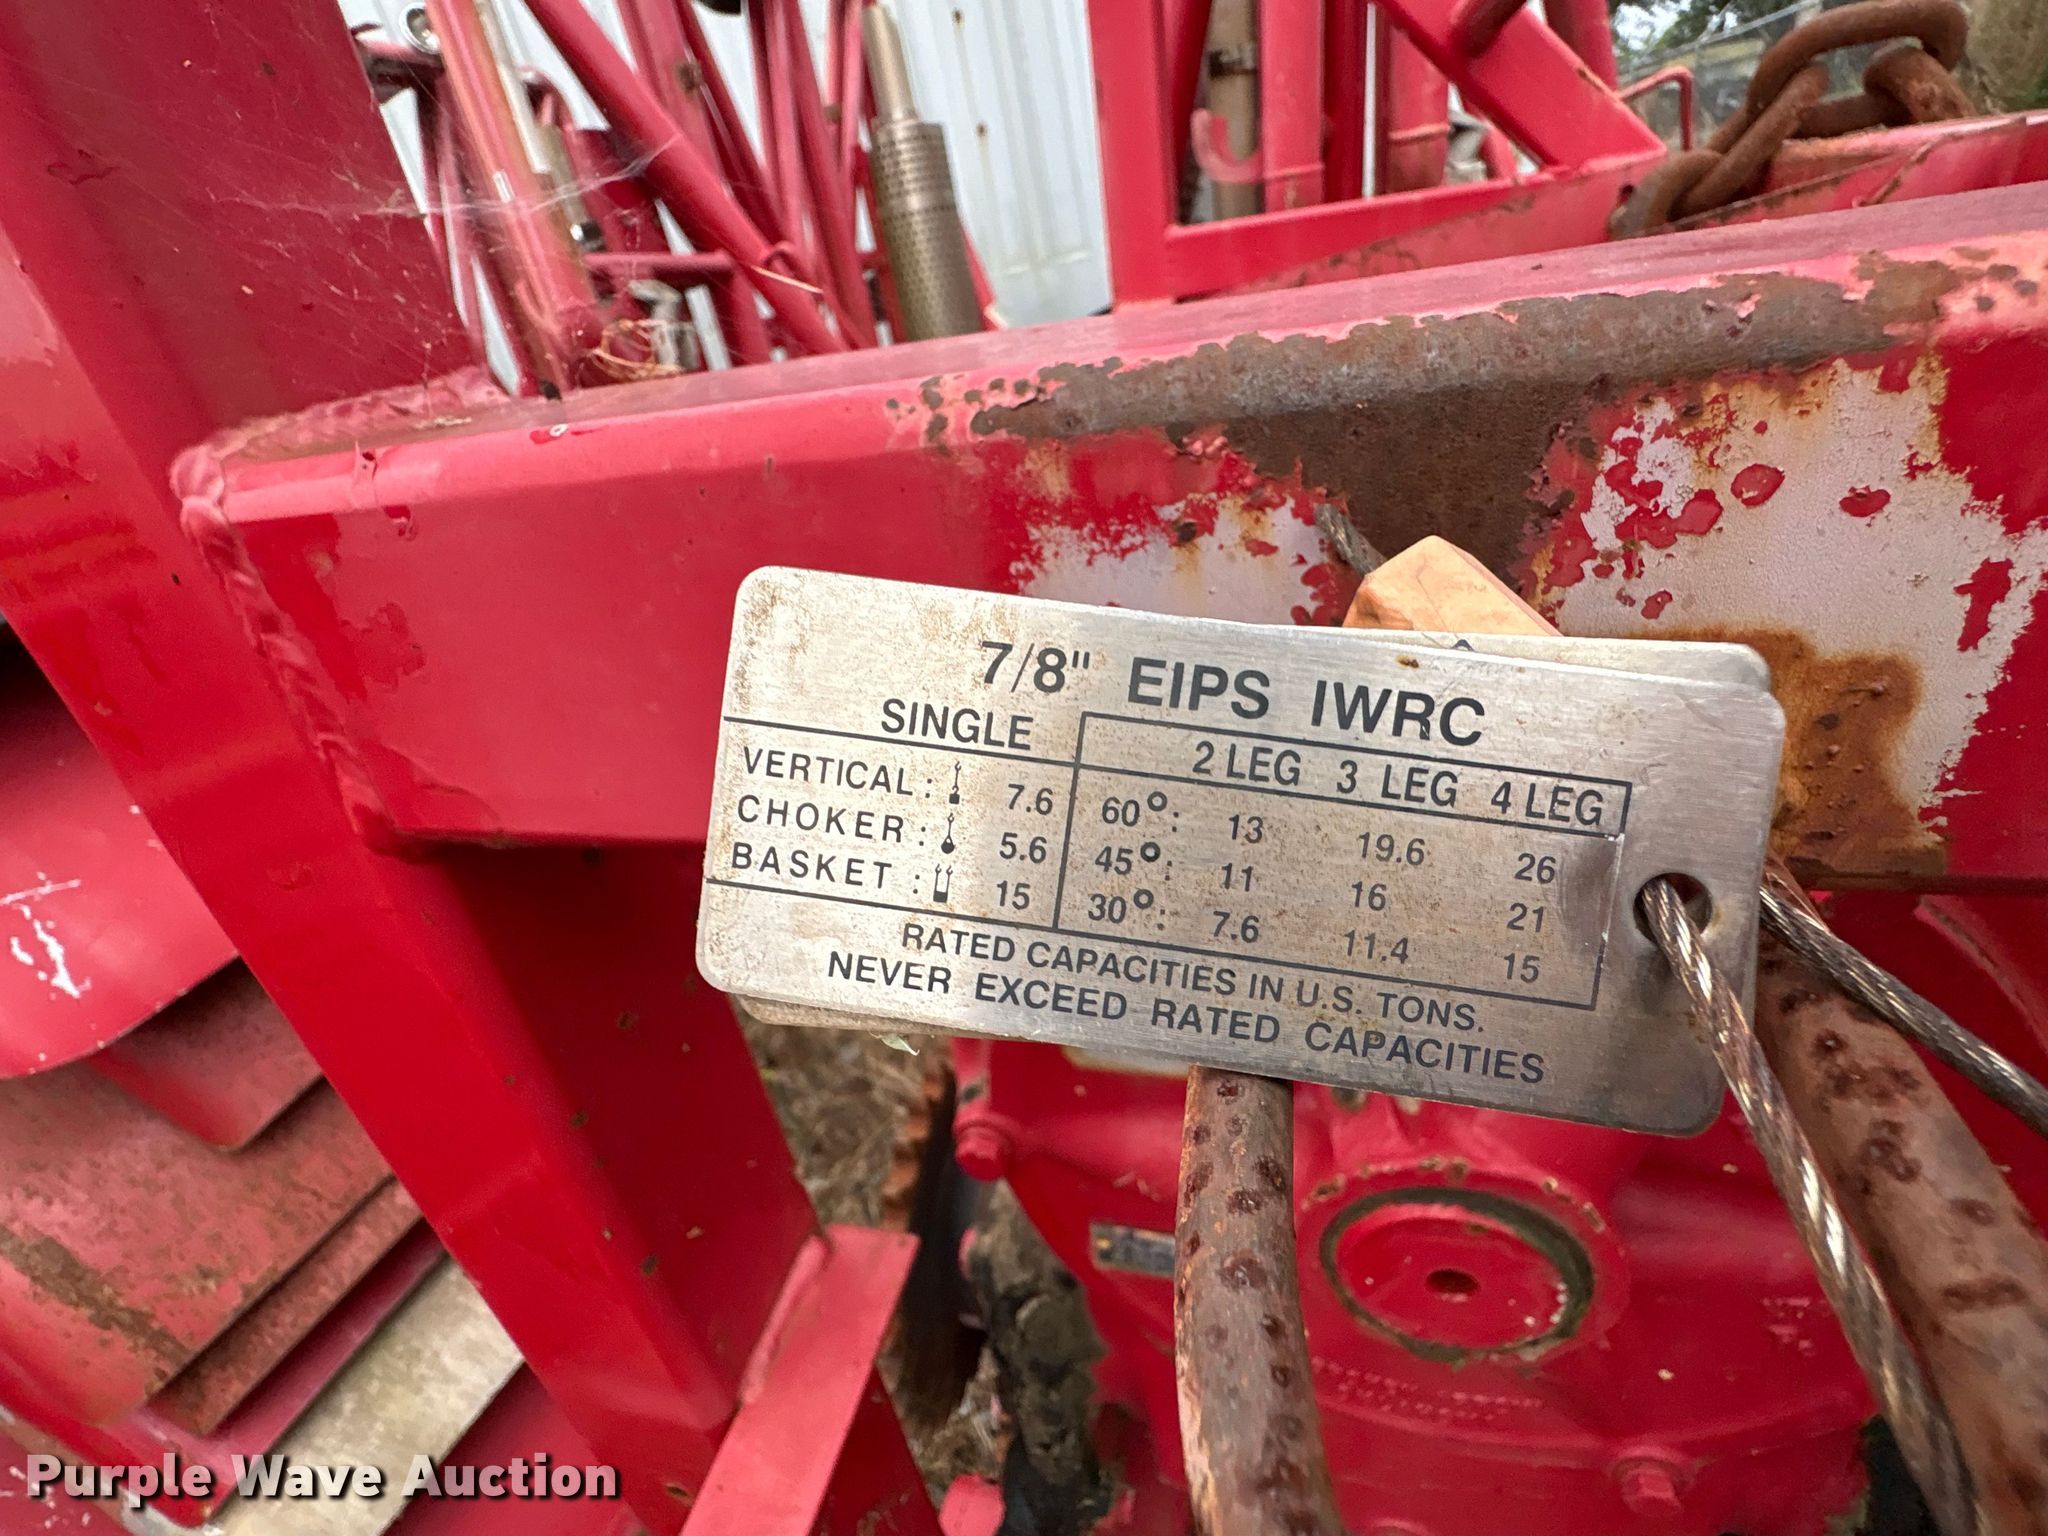 7/8" EIPS IWRC
SINGLE
2 LEG 3 LEG 4 LEG
VERTICAL: 7.6 60°: 13 19.6 26
CHOKER: 5.6 45°: 11 16 21
BASKET: 15 30°: 7.6 11.4 15
RATED CAPACITIES IN U.S. TONS.
NEVER EXCEED RATED CAPACITIES
Purple Wave Auction